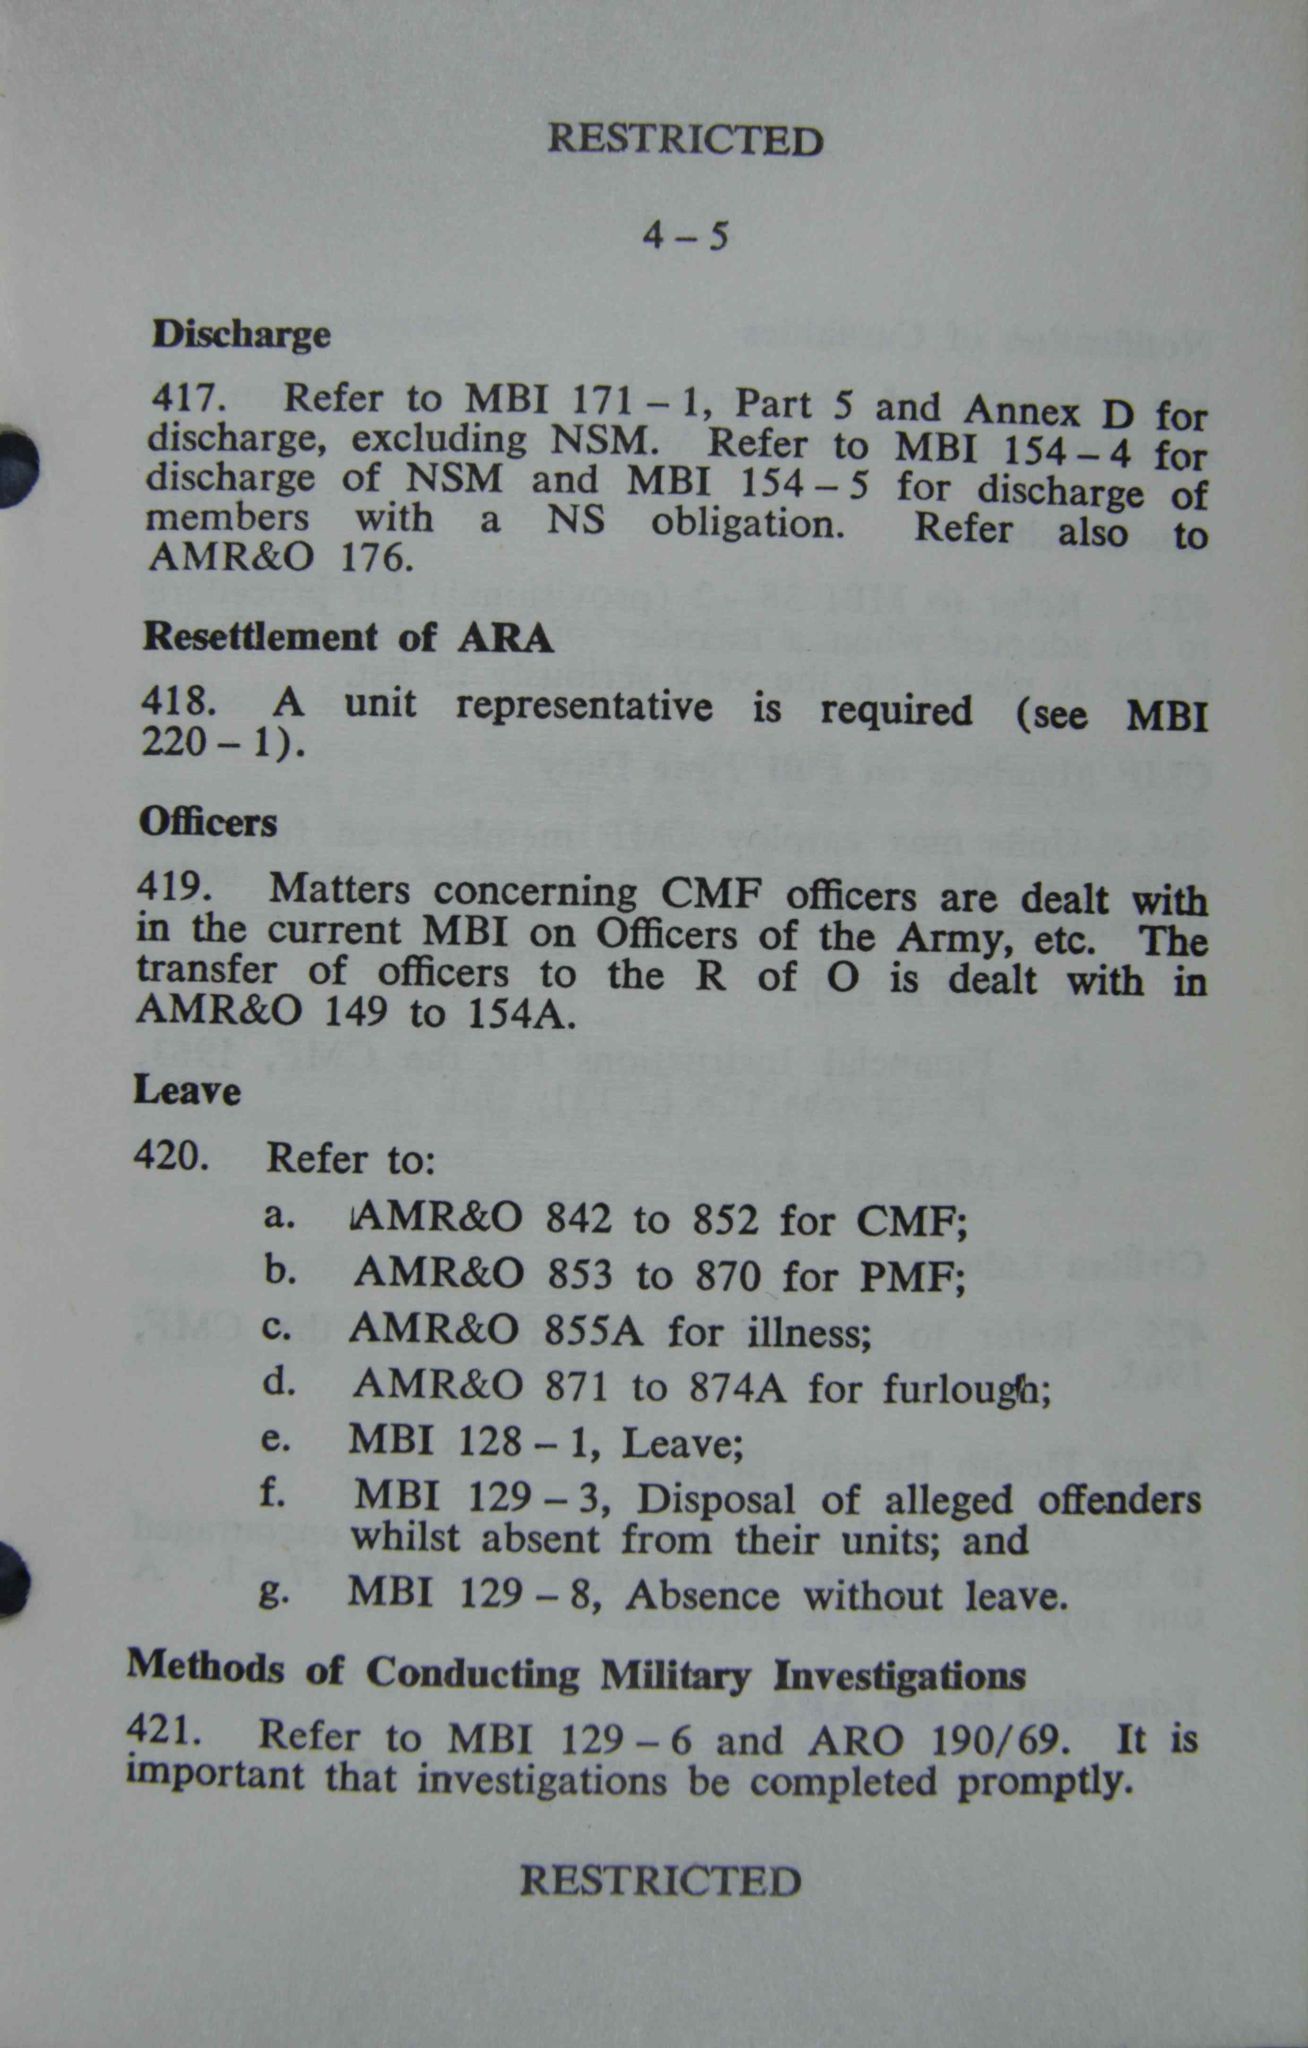 RESTRICTED
4 – 5
Discharge
417. Refer to MBI 171 – 1, Part 5 and Annex D for
discharge, excluding NSM. Refer to MBI 154 – 4 for
discharge of NSM and MBI 154 – 5 for discharge of
members with a NS obligation. Refer also to
AMR&O 176.
Resettlement of ARA
418. A unit representative is required (see MBI
220 – 1).
Officers
419. Matters concerning CMF officers are dealt with
in the current MBI on Officers of the Army, etc. The
transfer of officers to the R of O is dealt with in
AMR&O 149 to 154A.
Leave
420. Refer to:
a. AMR&O 842 to 852 for CMF;
b. AMR&O 853 to 870 for PMF;
c. AMR&O 855A for illness;
d. AMR&O 871 to 874A for furlough;
e. MBI 128 – 1, Leave;
f. MBI 129 – 3, Disposal of alleged offenders
whilst absent from their units; and
g. MBI 129 – 8, Absence without leave.
Methods of Conducting Military Investigations
421. Refer to MBI 129 – 6 and ARO 190/69. It is
important that investigations be completed promptly.
RESTRICTED